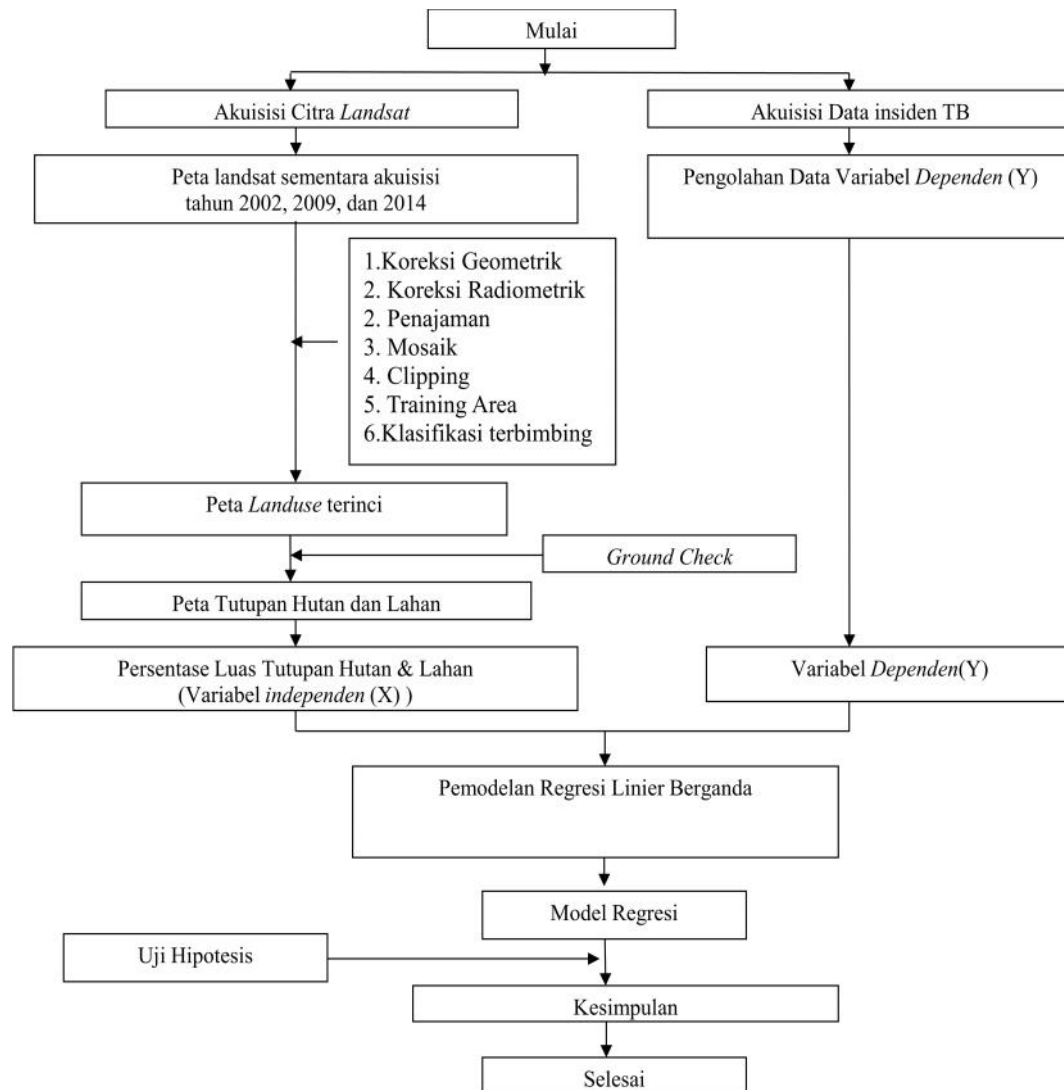 Mulai
Akuisisi Citra Landsat
Akuisisi Data insiden TB
Peta landsat sementara akuisisi
tahun 2002, 2009, dan 2014
Pengolahan Data Variabel Dependen (Y)
1.Koreksi Geometrik
2. Koreksi Radiometrik
2. Penajaman
3. Mosaik
4. Clipping
5. Training Area
6.Klasifikasi terbimbing
Peta Landuse terinci
Ground Check
Peta Tutupan Hutan dan Lahan
Persentase Luas Tutupan Hutan & Lahan
(Variabel independen (X) )
Variabel Dependen(Y)
Pemodelan Regresi Linier Berganda
Model Regresi
Uji Hipotesis
Kesimpulan
Selesai